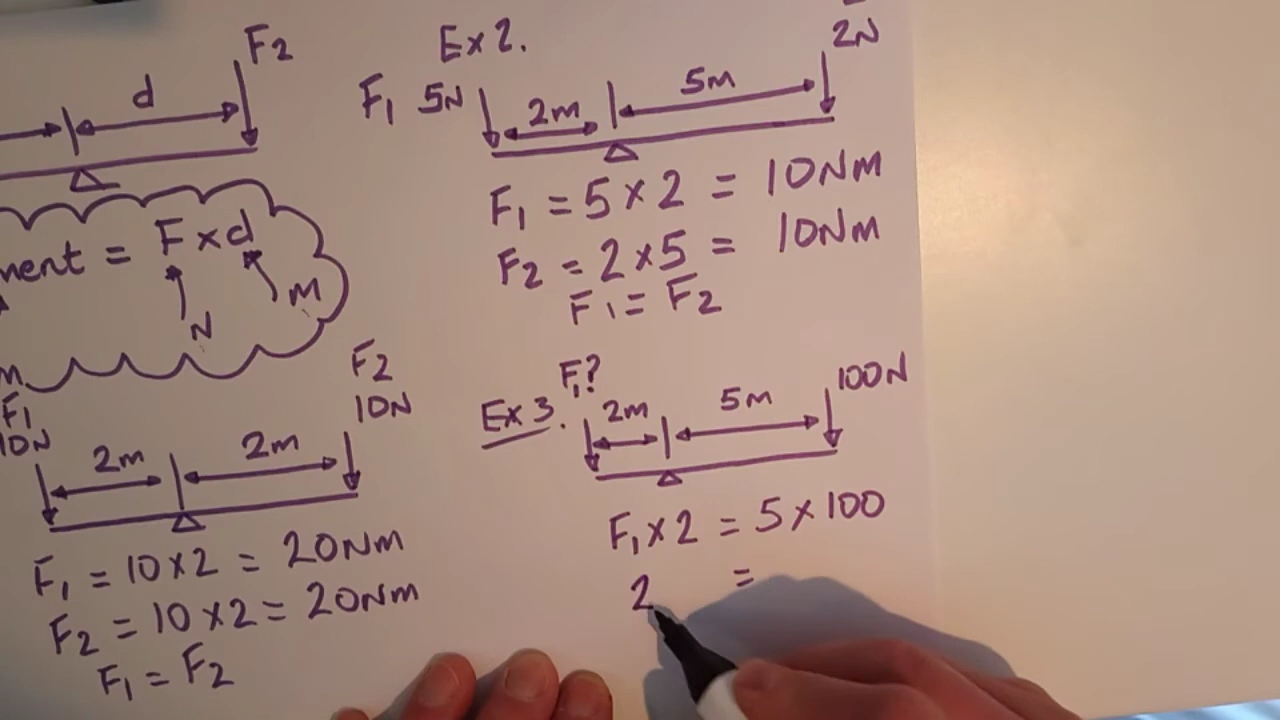 F2
d
ment = F x d
N
M
m
F1
10N
F2
10N
2m
2m
F1 = 10 x 2 = 20Nm
F2 = 10 x 2 = 20Nm
F1 = F2
Ex 2.
F1 5N
2m
5m
2N
F1 = 5 x 2 = 10Nm
F2 = 2 x 5 = 10Nm
F1 = F2
Ex 3.
F1?
2m
5m
100N
F1 x 2 = 5 x 100
2 =